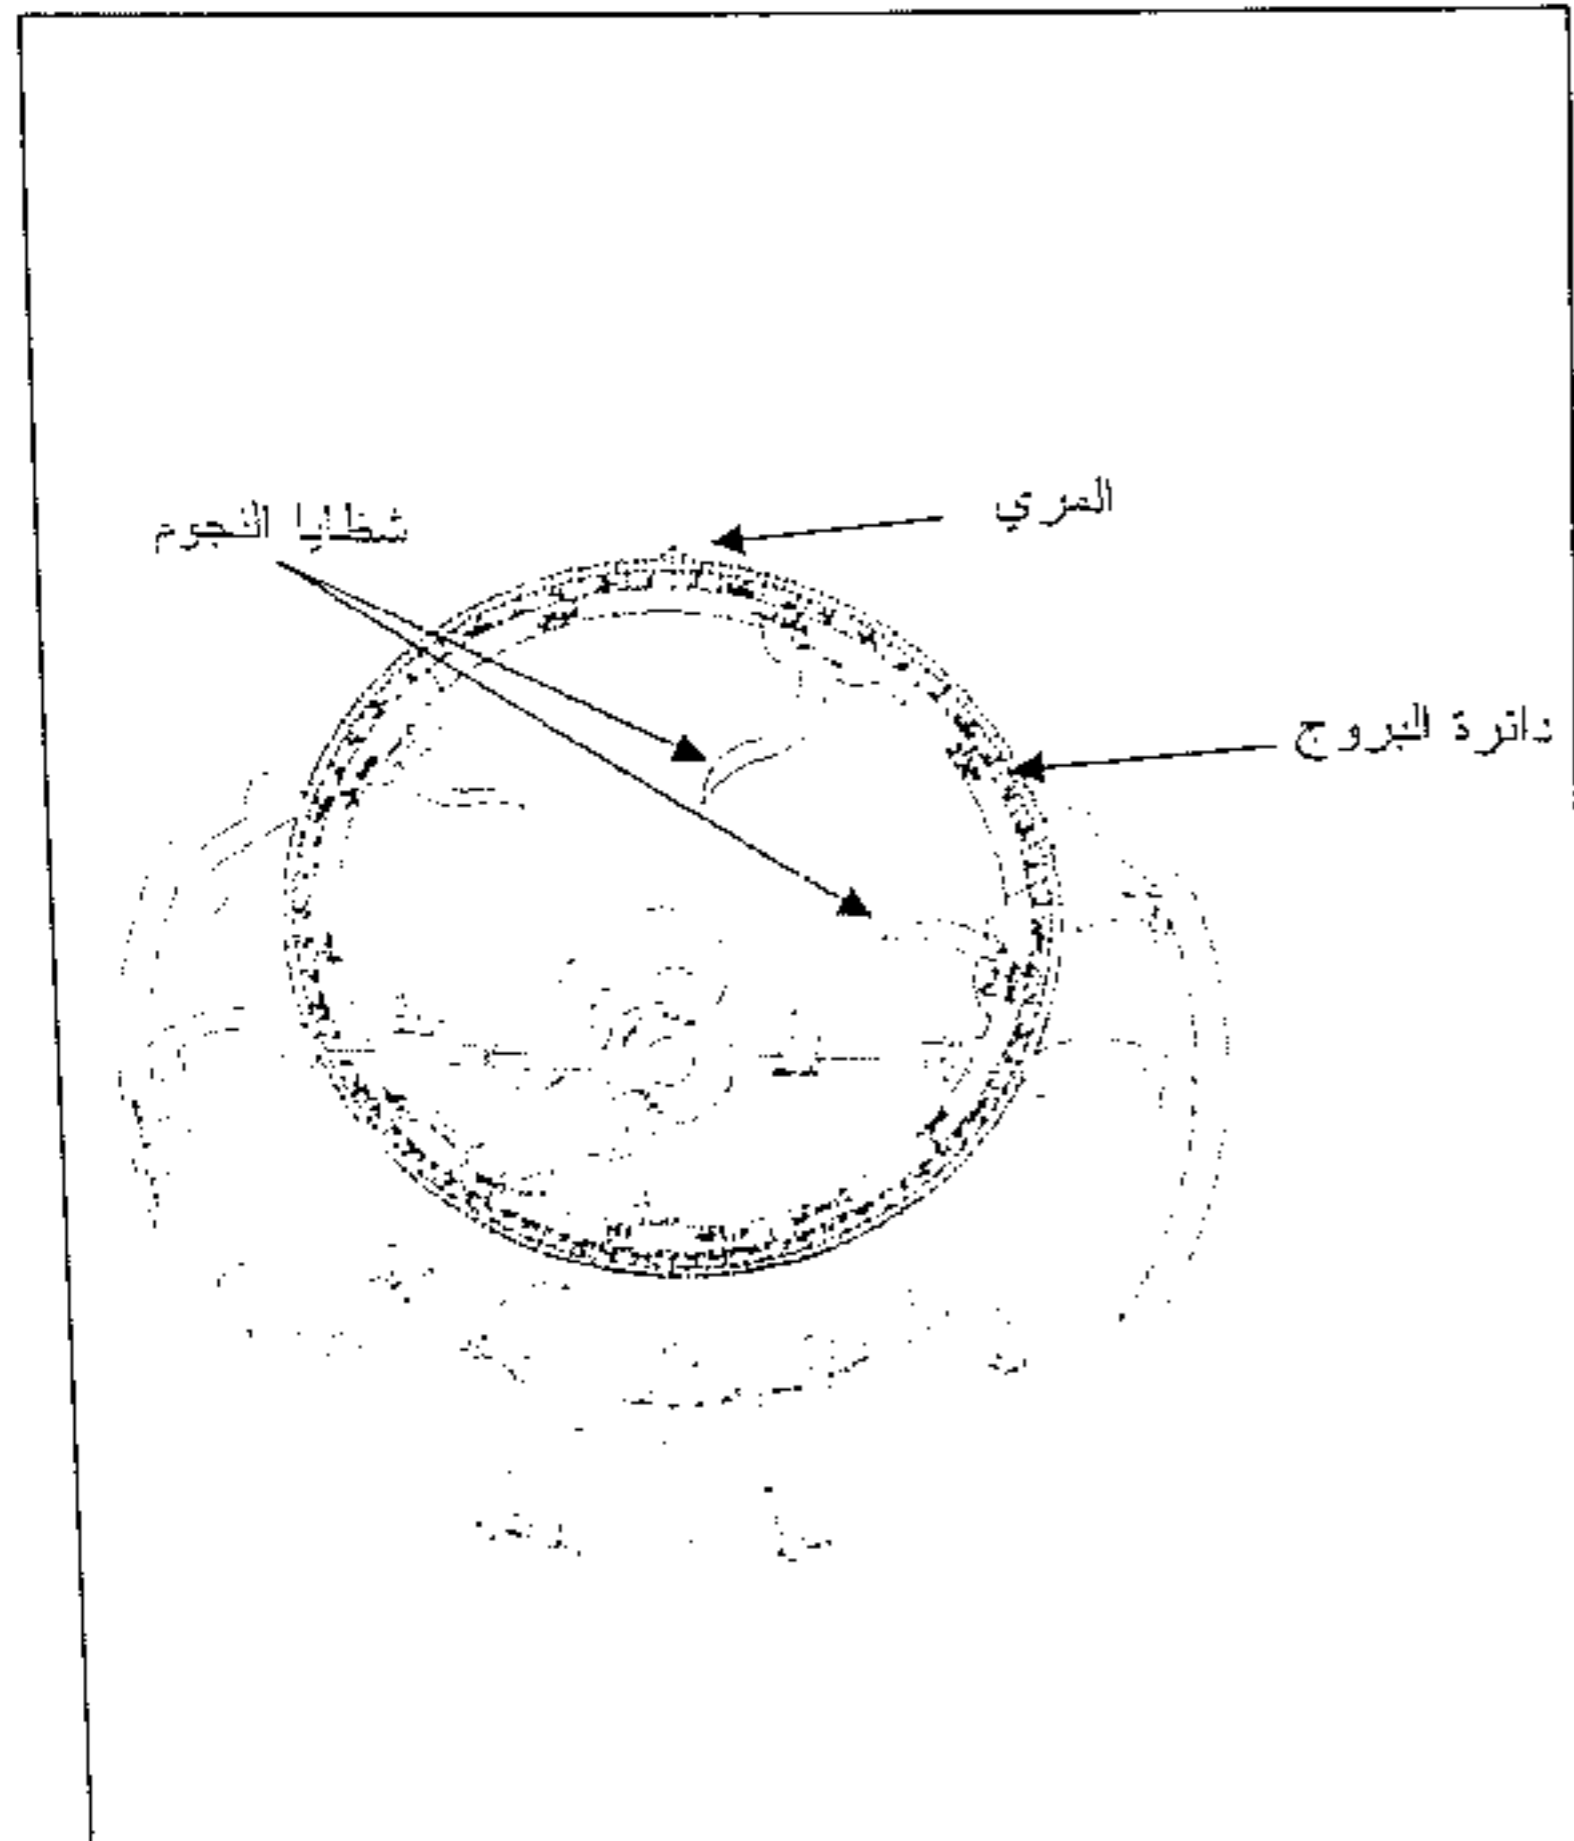 المري
شظايا النجوم
دائرة البروج